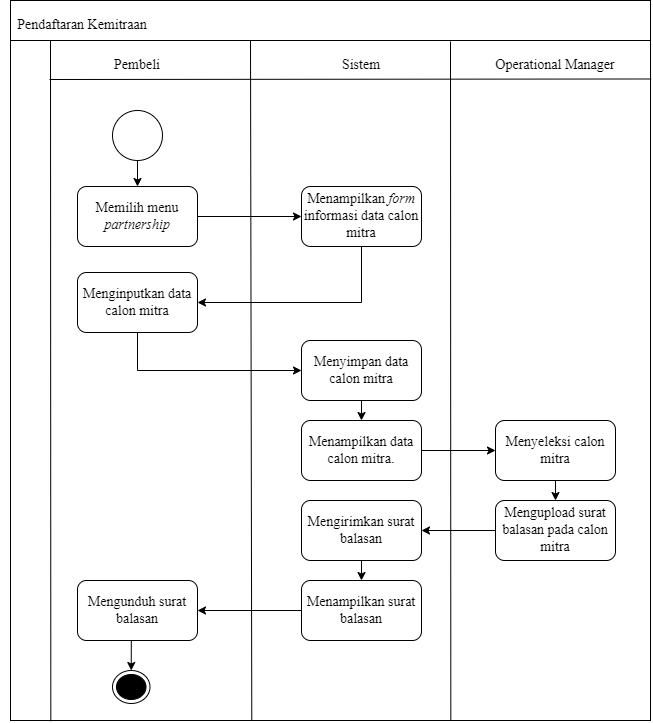 Pendaftaran Kemitraan
Pembeli
Sistem
Operational Manager
Memilih menu
partnership
Menampilkan form
informasi data calon
mitra
Menginputkan data
calon mitra
Menyimpan data
calon mitra
Menampilkan data
calon mitra.
Menyeleksi calon
mitra
Mengupload surat
balasan pada calon
mitra
Mengirimkan surat
balasan
Menampilkan surat
balasan
Mengunduh surat
balasan